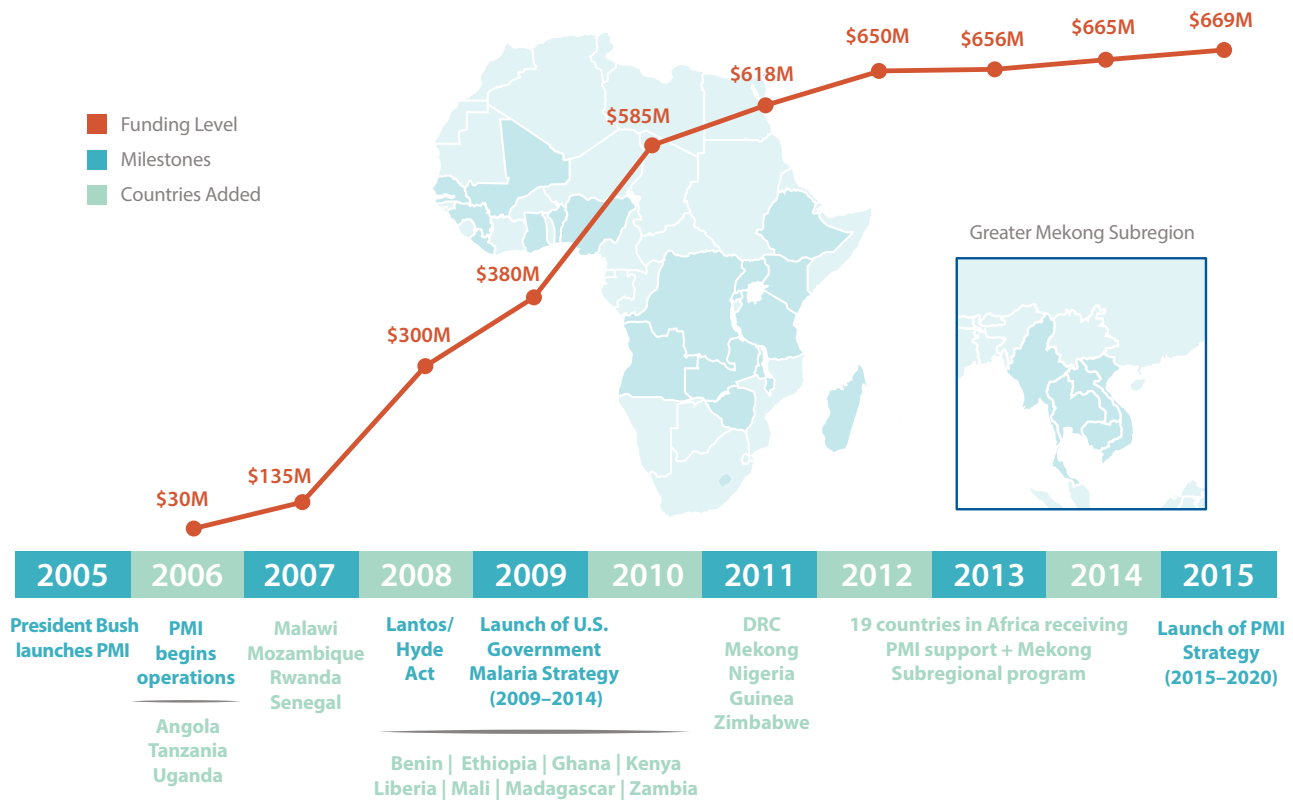 $30M
$135M
$300M
$380M
$585M
$618M
$650M
$656M
$665M
$669M
Funding Level
Milestones
Countries Added
Greater Mekong Subregion
2005
2006
2007
2008
2009
2010
2011
2012
2013
2014
2015
President Bush
launches PMI
PMI
begins
operations
Angola
Tanzania
Uganda
Malawi
Mozambique
Rwanda
Senegal
Lantos/
Hyde
Act
Launch of U.S.
Government
Malaria Strategy
(2009–2014)
Benin | Ethiopia | Ghana | Kenya
Liberia | Mali | Madagascar | Zambia
DRC
Mekong
Nigeria
Guinea
Zimbabwe
19 countries in Africa receiving
PMI support + Mekong
Subregional program
Launch of PMI
Strategy
(2015–2020)